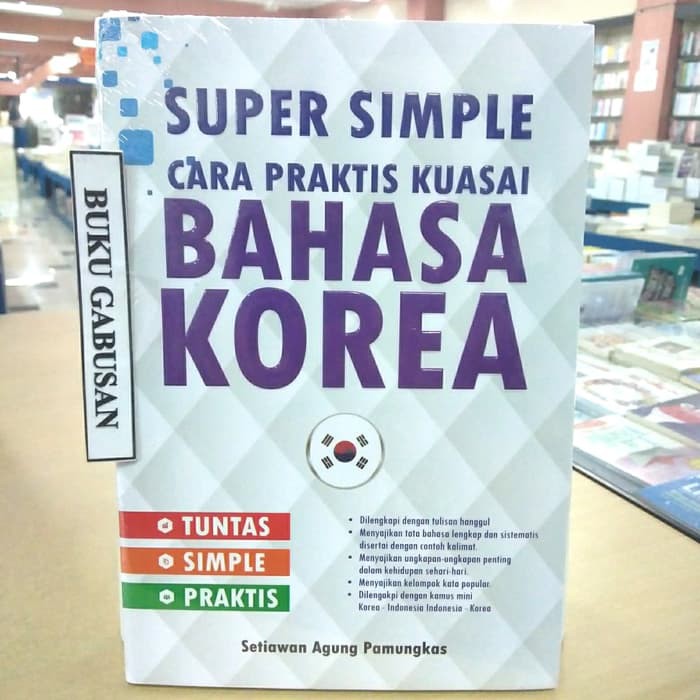 SUPER SIMPLE
CARA PRAKTIS KUASAI
BAHASA
KOREA
BUKU GABUSAN
TUNTAS
SIMPLE
PRAKTIS
• Dilengkapi dengan tulisan hanggul
• Menyajikan tata bahasa lengkap dan sistematis
disertai dengan contoh kalimat.
• Menyajikan ungkapan-ungkapan penting
dalam kehidupan sehari-hari.
• Menyajikan kelompok kata popular.
• Dilengakpi dengan kamus mini
Korea - Indonesia Indonesia - Korea
Setiawan Agung Pamungkas